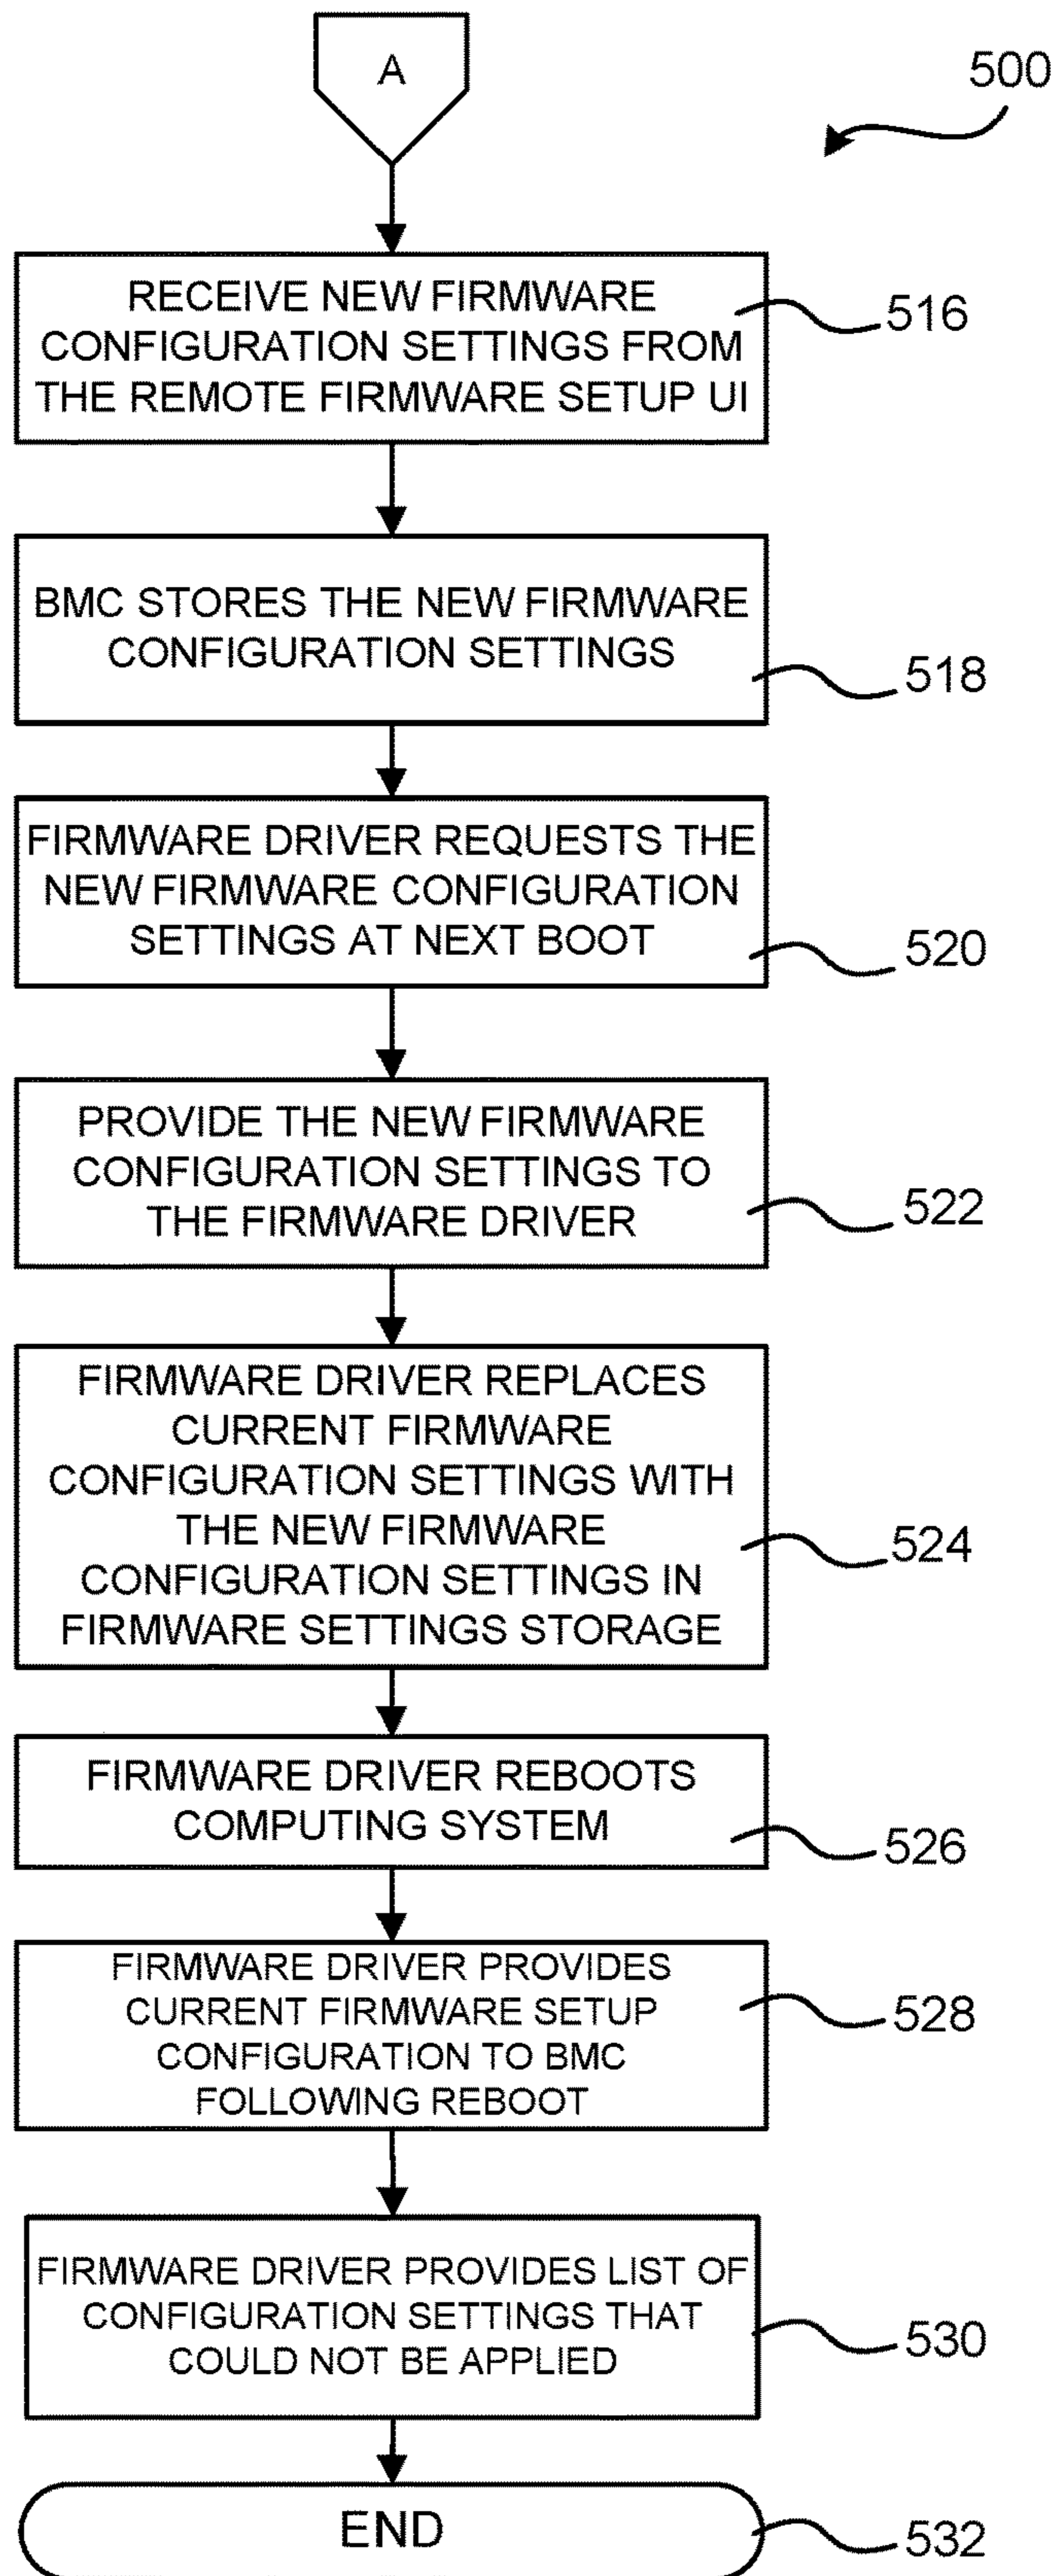 A
500
RECEIVE NEW FIRMWARE
CONFIGURATION SETTINGS FROM
THE REMOTE FIRMWARE SETUP UI
516
BMC STORES THE NEW FIRMWARE
CONFIGURATION SETTINGS
518
FIRMWARE DRIVER REQUESTS THE
NEW FIRMWARE CONFIGURATION
SETTINGS AT NEXT BOOT
520
PROVIDE THE NEW FIRMWARE
CONFIGURATION SETTINGS TO
THE FIRMWARE DRIVER
522
FIRMWARE DRIVER REPLACES
CURRENT FIRMWARE
CONFIGURATION SETTINGS WITH
THE NEW FIRMWARE
CONFIGURATION SETTINGS IN
FIRMWARE SETTINGS STORAGE
524
FIRMWARE DRIVER REBOOTS
COMPUTING SYSTEM
526
FIRMWARE DRIVER PROVIDES
CURRENT FIRMWARE SETUP
CONFIGURATION TO BMC
FOLLOWING REBOOT
528
FIRMWARE DRIVER PROVIDES LIST OF
CONFIGURATION SETTINGS THAT
COULD NOT BE APPLIED
530
END
532